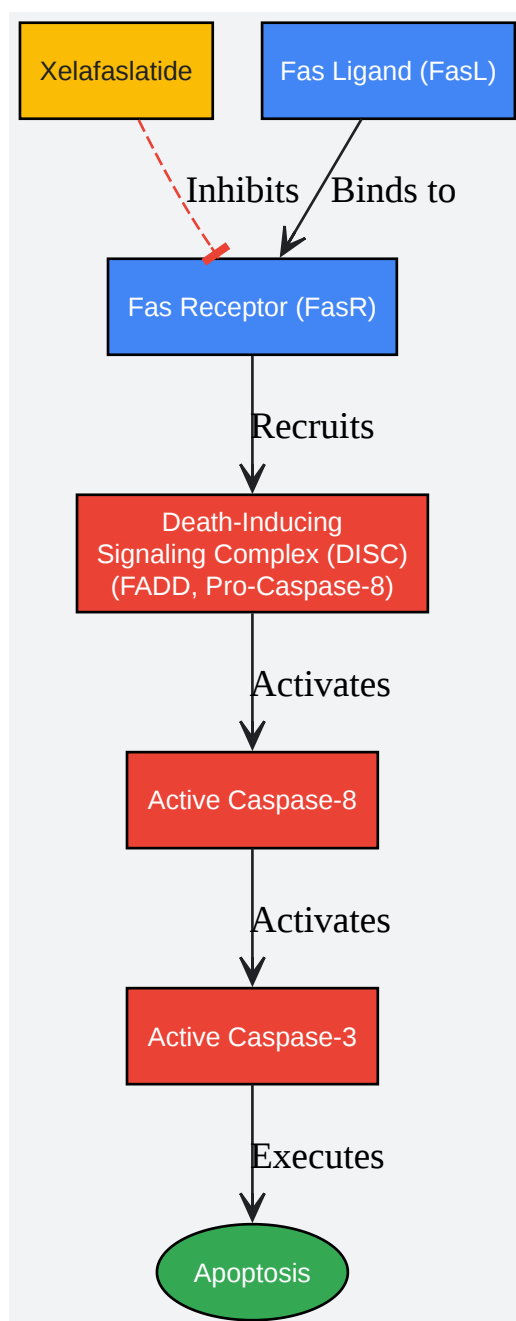 Xelafaslatide
Fas Ligand (FasL)
Inhibits
Binds to
Fas Receptor (FasR)
Recruits
Death-Inducing
Signaling Complex (DISC)
(FADD, Pro-Caspase-8)
Activates
Active Caspase-8
Activates
Active Caspase-3
Executes
Apoptosis